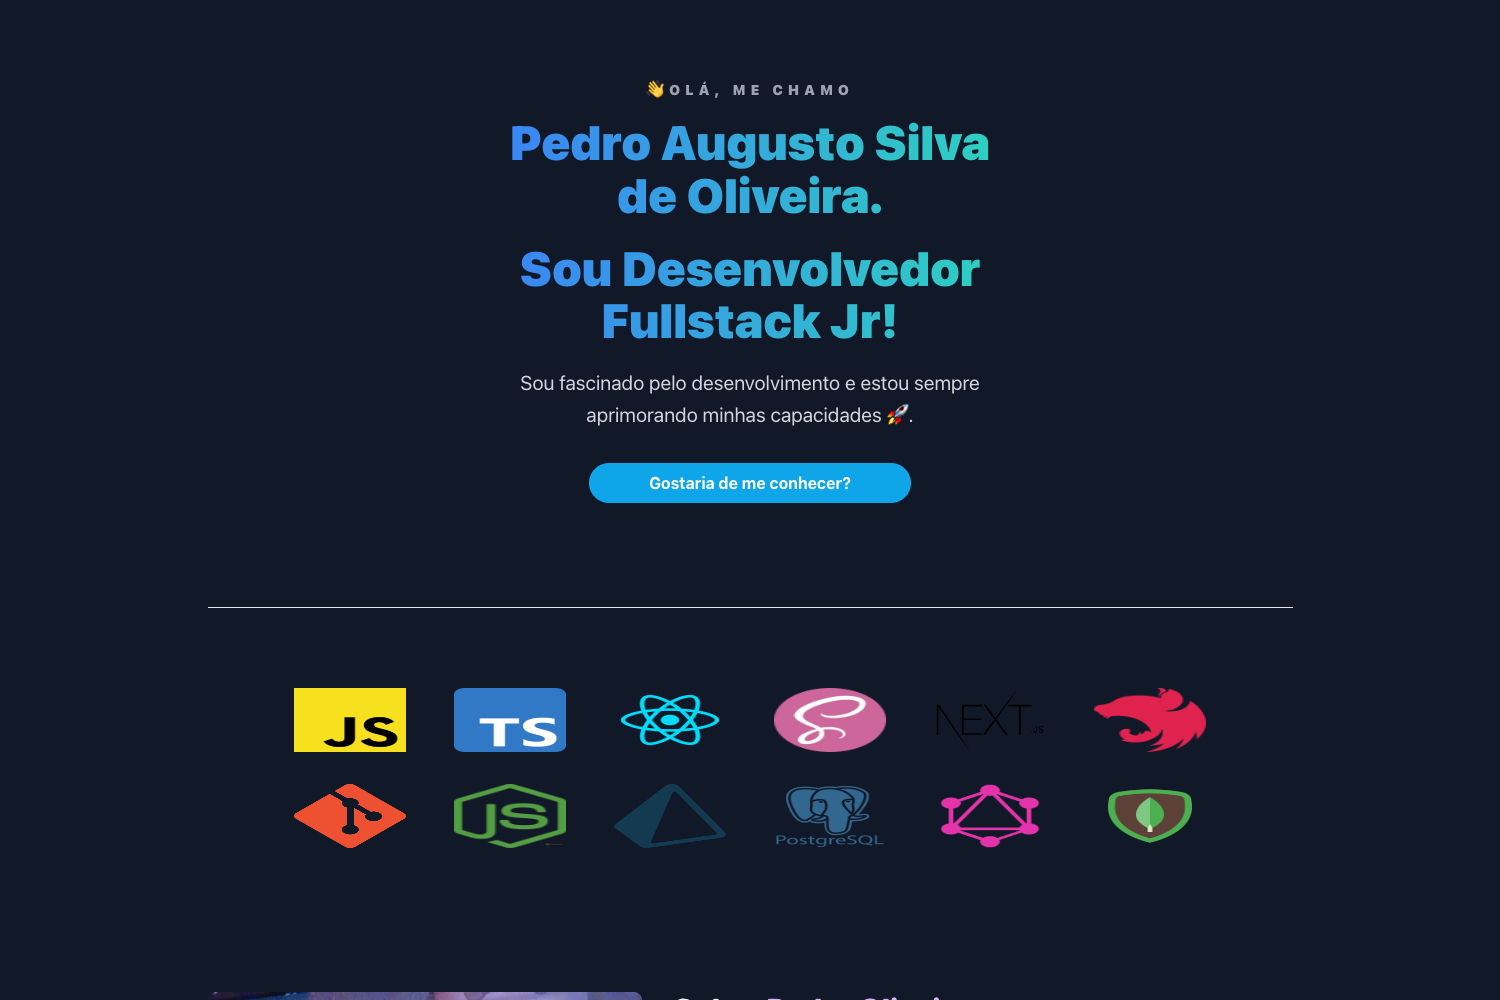 👋OLÁ, ME CHAMO
Pedro Augusto Silva
de Oliveira.
Sou Desenvolvedor
Fullstack Jr!
Sou fascinado pelo desenvolvimento e estou sempre
aprimorando minhas capacidades 🚀.
Gostaria de me conhecer?
JS
TS
NEXT.JS
JS
PostgreSQL